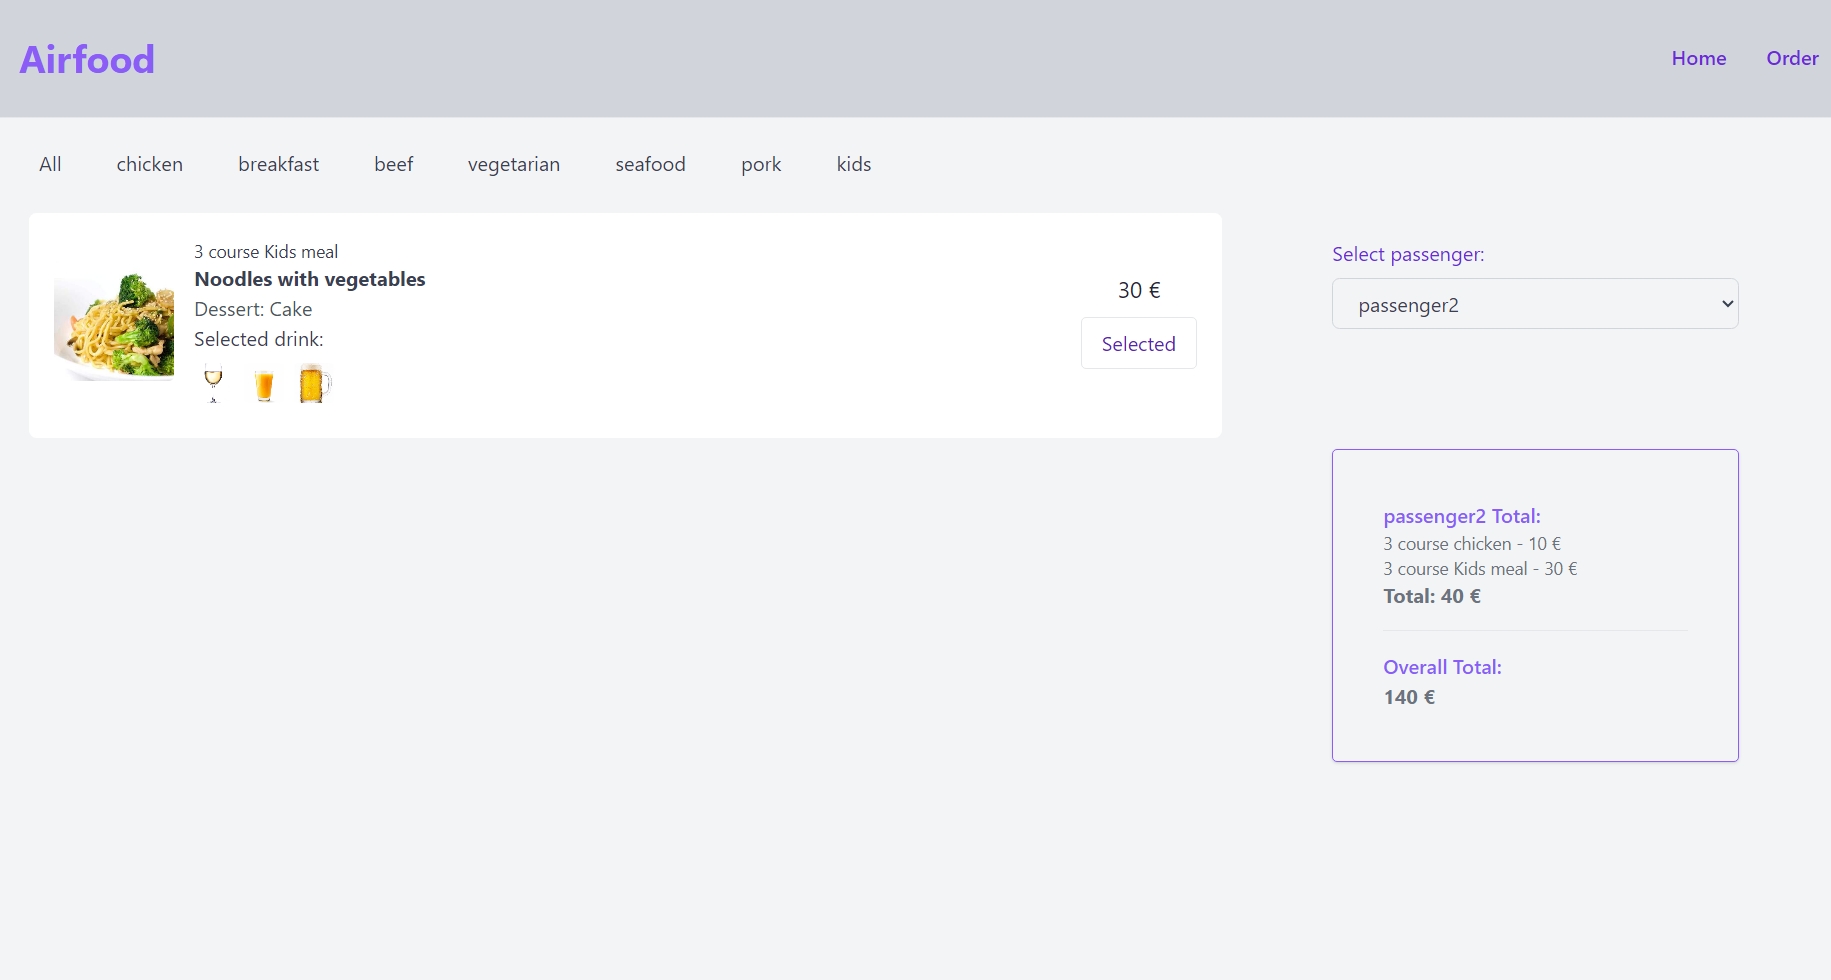 Airfood
Home
Order
All
chicken
breakfast
beef
vegetarian
seafood
pork
kids
3 course Kids meal
Noodles with vegetables
Dessert: Cake
Selected drink:
30 €
Selected
Select passenger:
passenger2
passenger2 Total:
3 course chicken - 10 €
3 course Kids meal - 30 €
Total: 40 €
Overall Total:
140 €